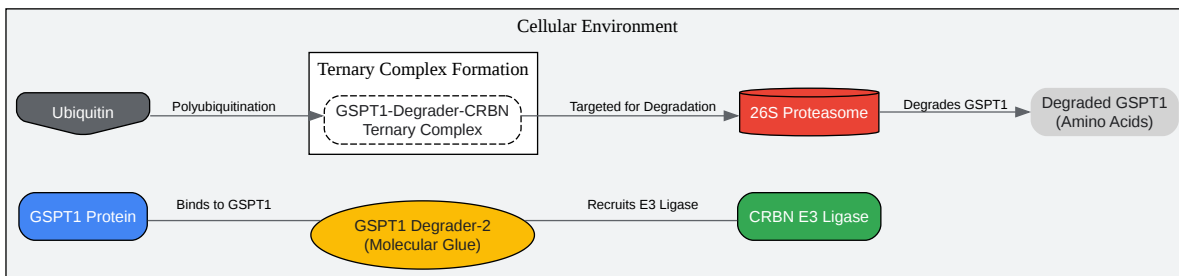 Cellular Environment
Ternary Complex Formation
Ubiquitin
Polyubiquitination
GSPT1-Degrader-CRBN
Ternary Complex
Targeted for Degradation
26S Proteasome
Degrades GSPT1
Degraded GSPT1
(Amino Acids)
GSPT1 Protein
Binds to GSPT1
GSPT1 Degrader-2
(Molecular Glue)
Recruits E3 Ligase
CRBN E3 Ligase